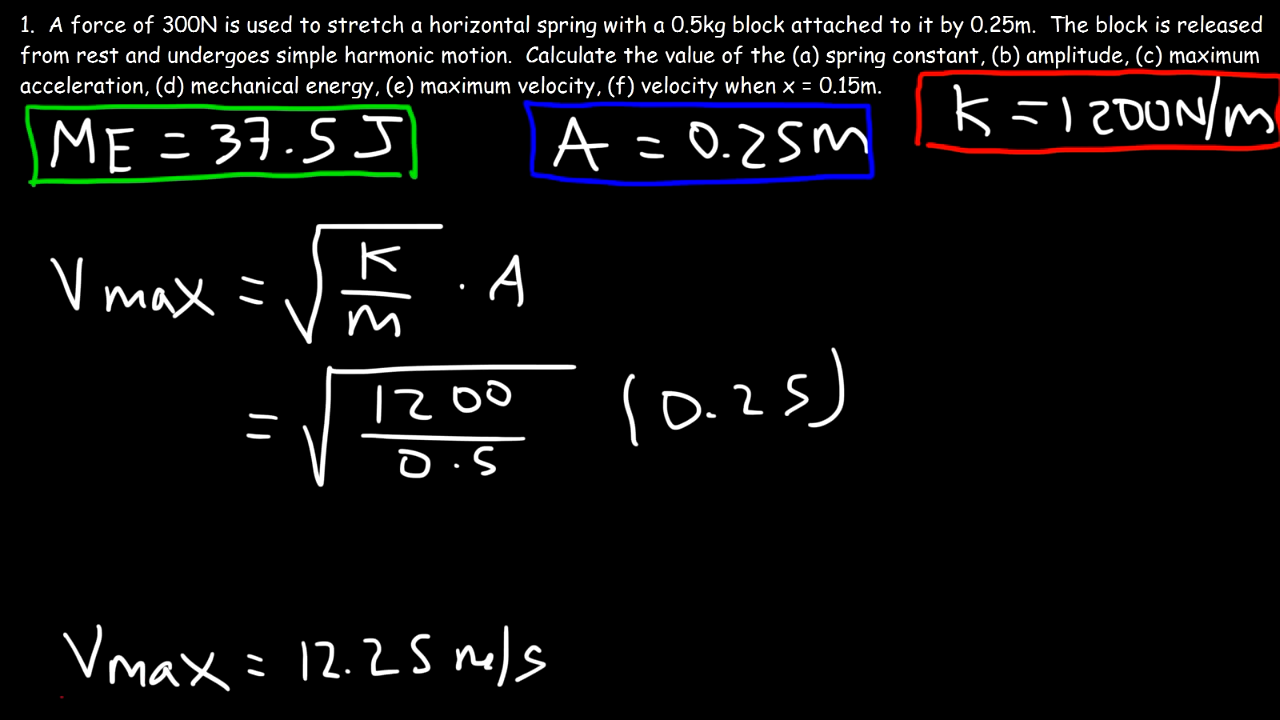 1. A force of 300N is used to stretch a horizontal spring with a 0.5kg block attached to it by 0.25m. The block is released
from rest and undergoes simple harmonic motion. Calculate the value of the (a) spring constant, (b) amplitude, (c) maximum
acceleration, (d) mechanical energy, (e) maximum velocity, (f) velocity when x = 0.15m.
ME = 37.5 J A = 0.25m K = 1200N/m
Vmax = √(K/m) · A
= √(1200/0.5) (0.25)
Vmax = 12.25 m/s